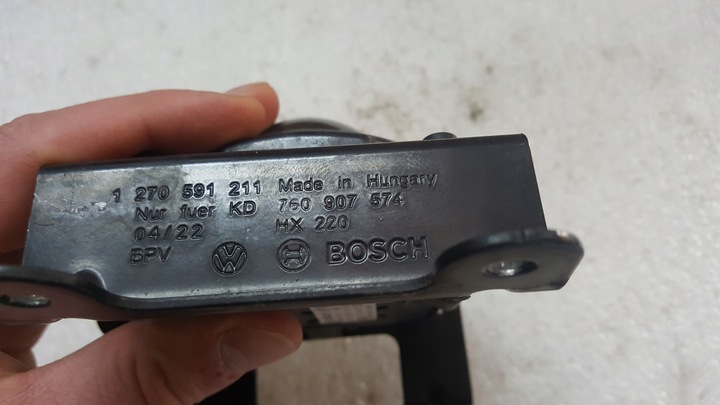 1 270 591 211 Made in Hungary
Nur fuer KD 760 907 574
04/22 HX 220
BPV VW BOSCH